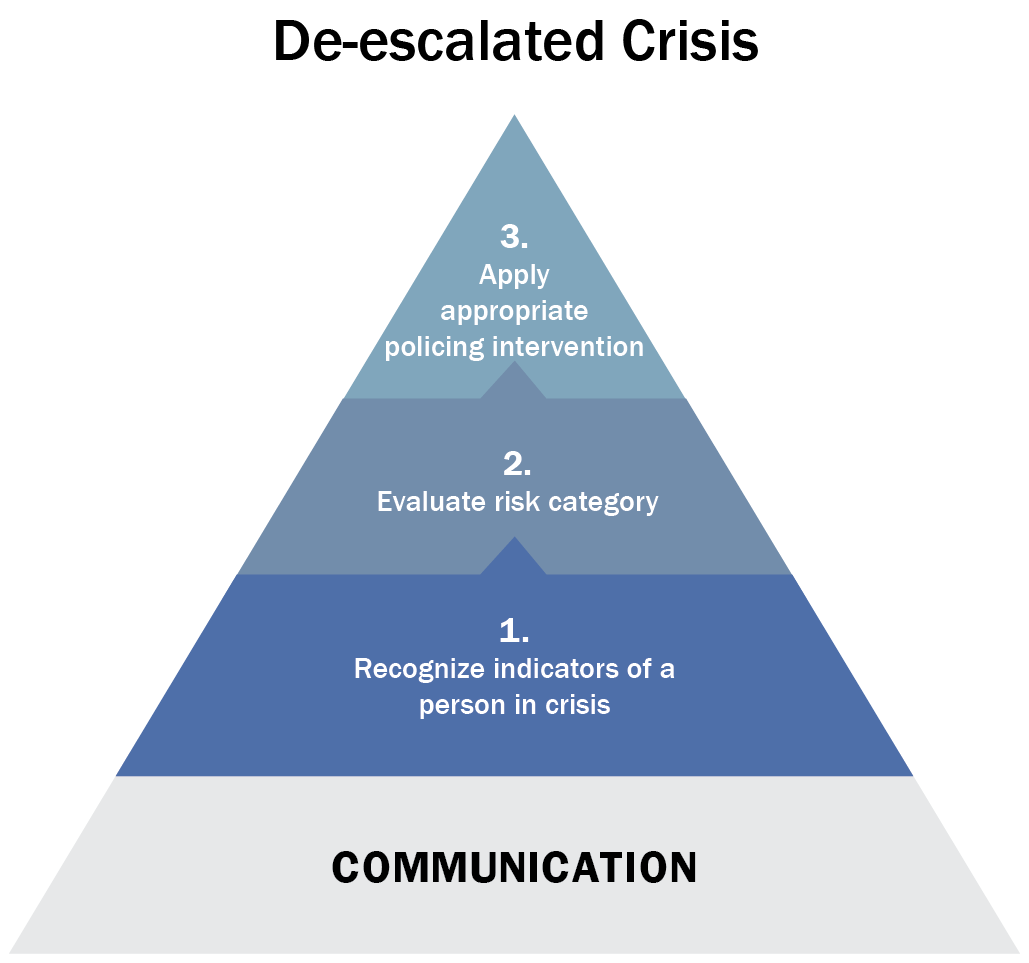 De-escalated Crisis
3.
Apply
appropriate
policing intervention
2.
Evaluate risk category
1.
Recognize indicators of a
person in crisis
COMMUNICATION